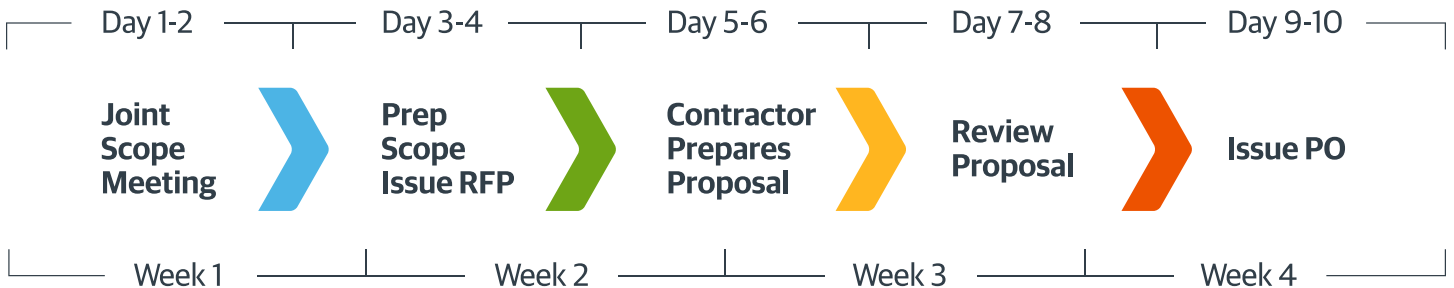 Day 1-2
Day 3-4
Day 5-6
Day 7-8
Day 9-10
Joint
Scope
Meeting
Prep
Scope
Issue RFP
Contractor
Prepares
Proposal
Review
Proposal
Issue PO
Week 1
Week 2
Week 3
Week 4